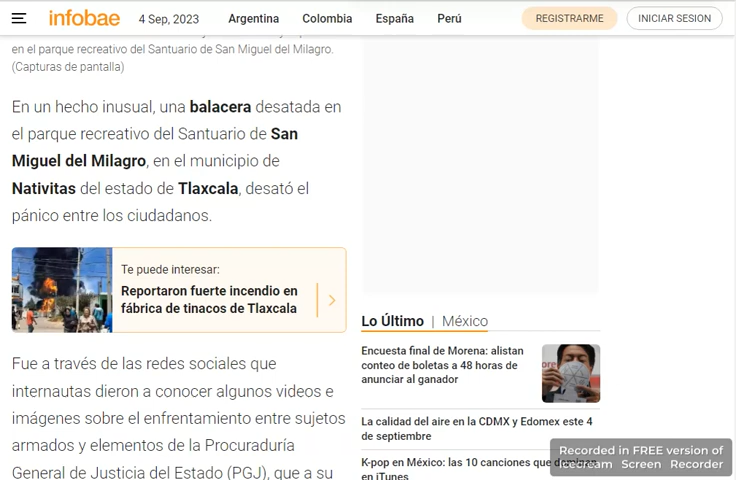 infobae
4 Sep, 2023
Argentina
Colombia
España
Perú
REGISTRARME
INICIAR SESION
en el parque recreativo del Santuario de San Miguel del Milagro.
(Capturas de pantalla)
En un hecho inusual, una balacera desatada en
el parque recreativo del Santuario de San
Miguel del Milagro, en el municipio de
Nativitas del estado de Tlaxcala, desató el
pánico entre los ciudadanos.
Te puede interesar:
Reportaron fuerte incendio en
fábrica de tinacos de Tlaxcala
Fue a través de las redes sociales que
internautas dieron a conocer algunos videos e
imágenes sobre el enfrentamiento entre sujetos
armados y elementos de la Procuraduría
General de Justicia del Estado (PGJ), que a su
Lo Último | México
Encuesta final de Morena: alistan
conteo de boletas a 48 horas de
anunciar al ganador
La calidad del aire en la CDMX y Edomex este 4
de septiembre
K-pop en México: las 10 canciones que dominan
en iTunes
Recorded in FREE version of
Icecream Screen Recorder